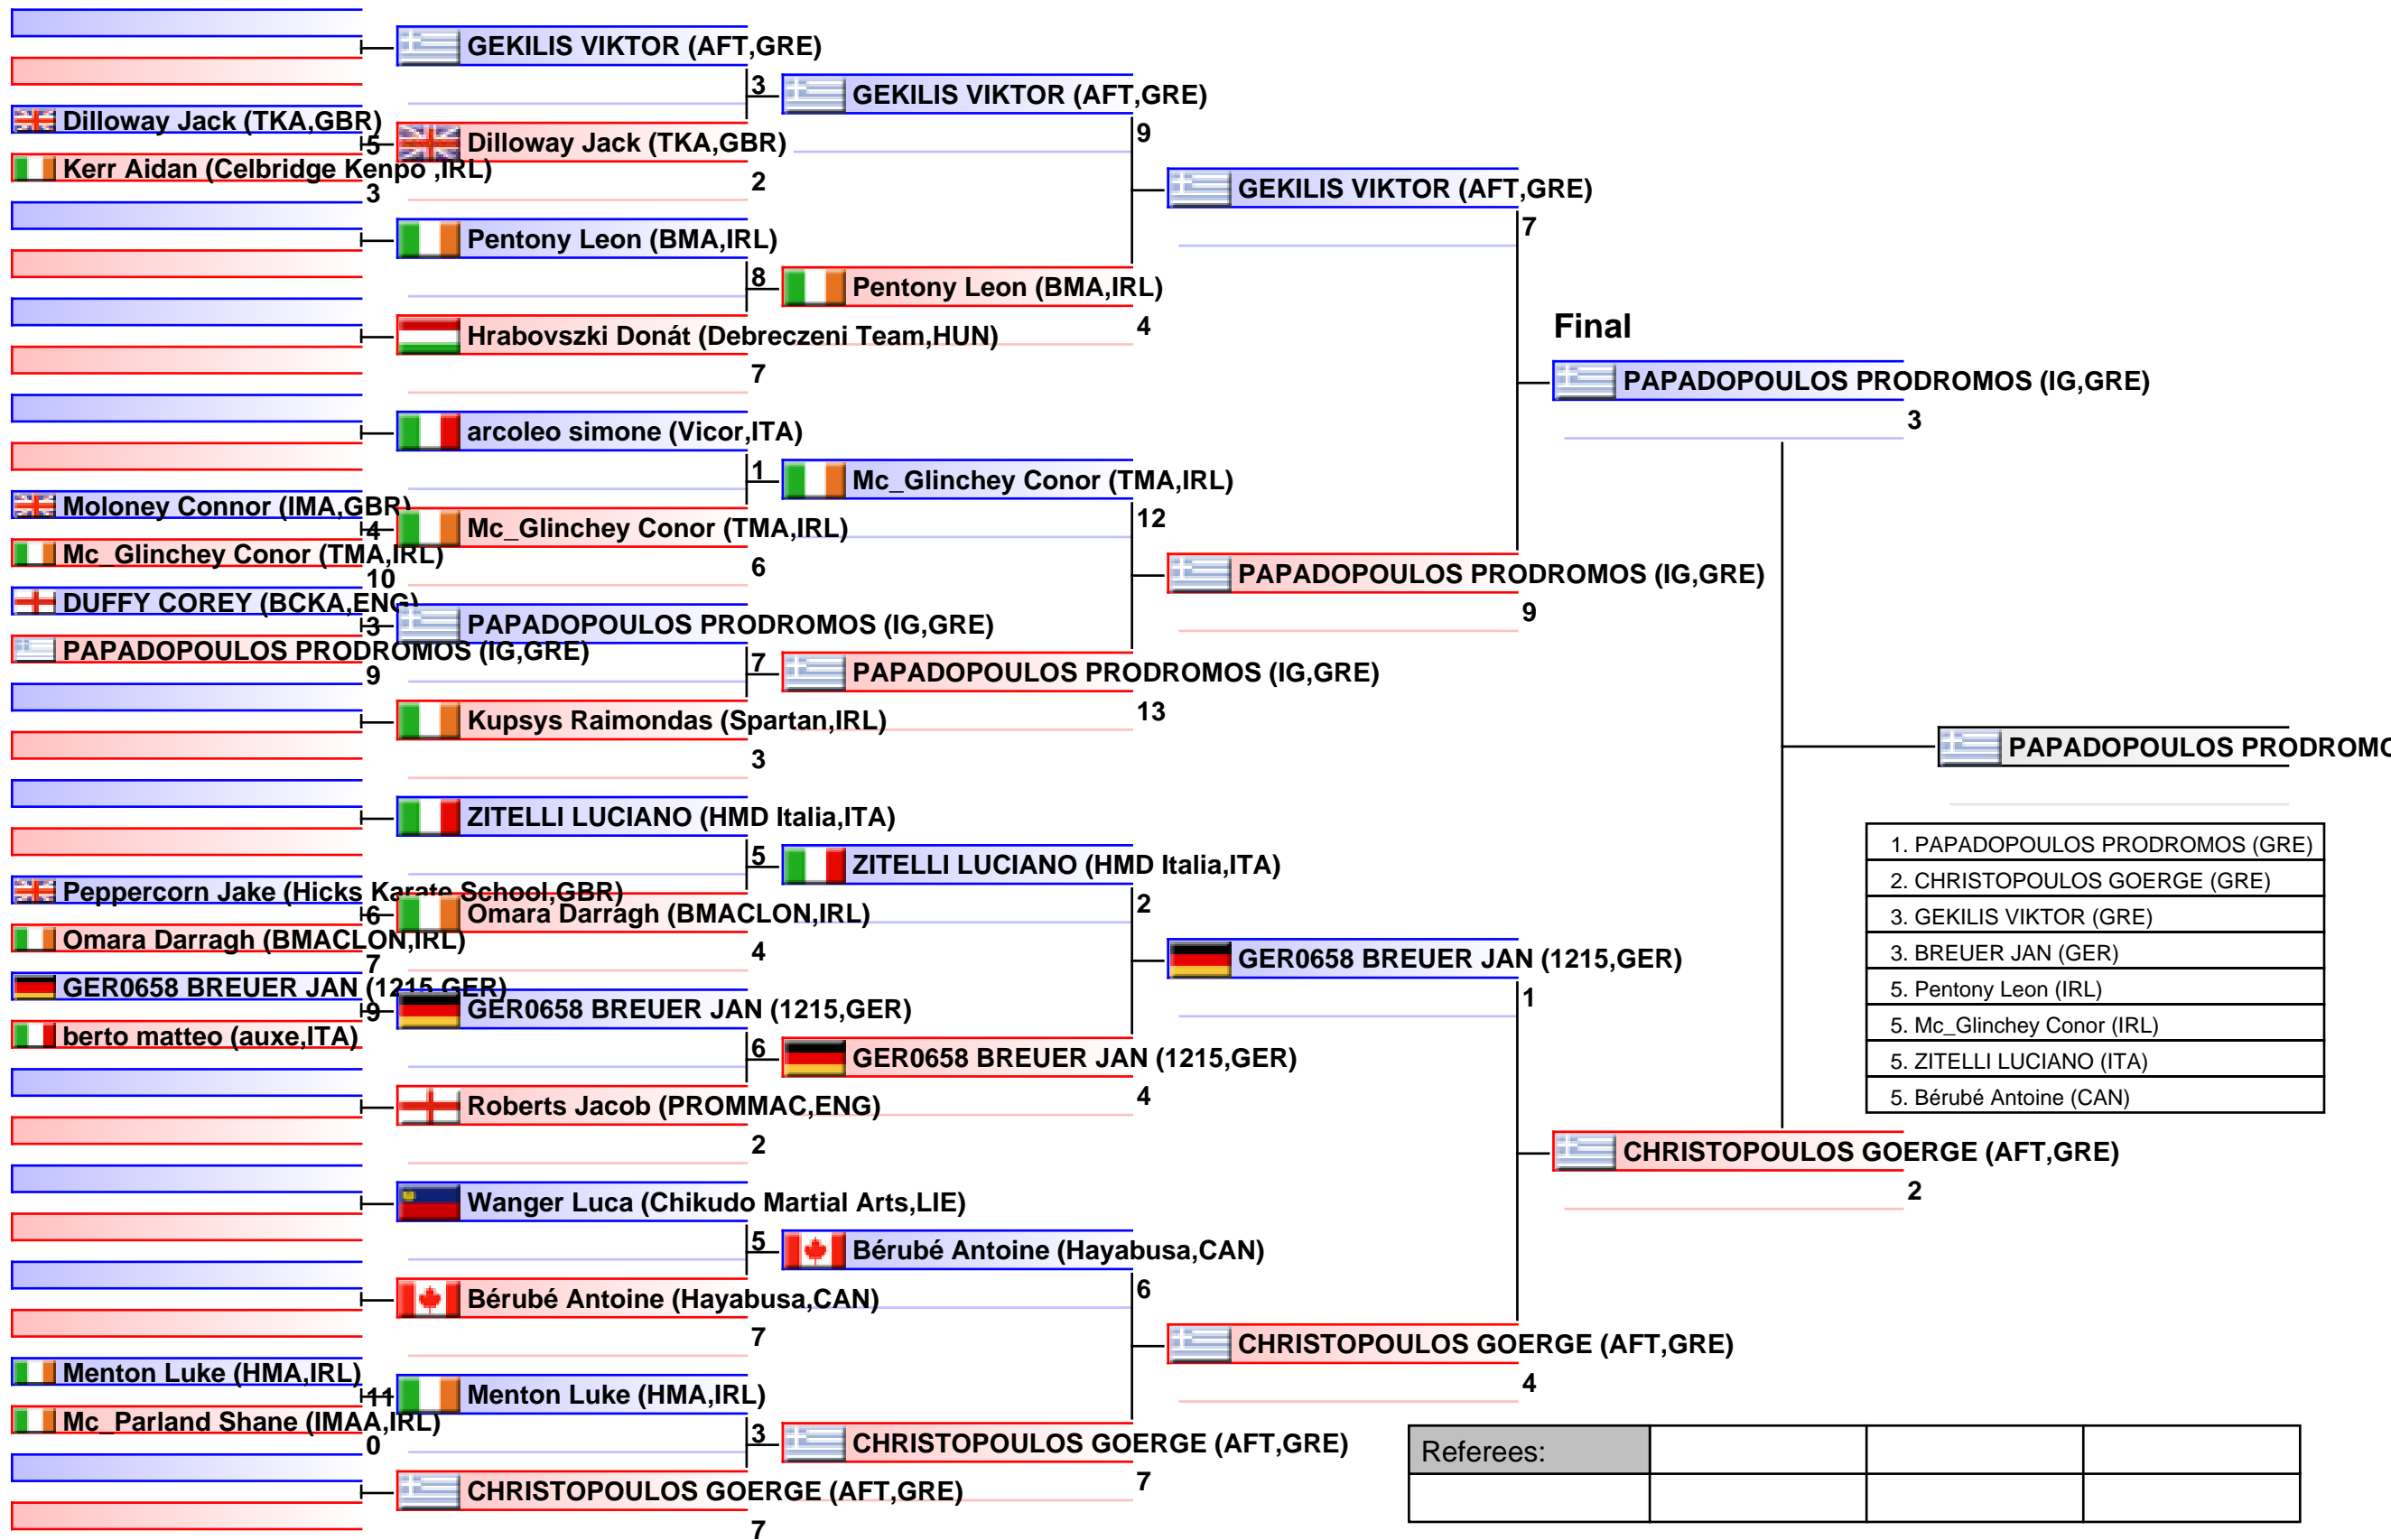 Dilloway Jack (TKA,GBR)
5
Kerr Aidan (Celbridge Kenpo ,IRL)
3
Moloney Connor (IMA,GBR)
4
Mc_Glinchey Conor (TMA,IRL)
10
DUFFY COREY (BCKA,ENG)
3
PAPADOPOULOS PRODROMOS (IG,GRE)
9
Peppercorn Jake (Hicks Karate School,GBR)
6
Omara Darragh (BMACLON,IRL)
7
GER0658 BREUER JAN (1215,GER)
9
berto matteo (auxe,ITA)
Menton Luke (HMA,IRL)
11
Mc_Parland Shane (IMAA,IRL)
0
GEKILIS VIKTOR (AFT,GRE)
3
Dilloway Jack (TKA,GBR)
2
Pentony Leon (BMA,IRL)
8
Hrabovszki Donát (Debreczeni Team,HUN)
7
arcoleo simone (Vicor,ITA)
1
Mc_Glinchey Conor (TMA,IRL)
6
PAPADOPOULOS PRODROMOS (IG,GRE)
7
Kupsys Raimondas (Spartan,IRL)
3
ZITELLI LUCIANO (HMD Italia,ITA)
5
Omara Darragh (BMACLON,IRL)
4
GER0658 BREUER JAN (1215,GER)
6
Roberts Jacob (PROMMAC,ENG)
2
Wanger Luca (Chikudo Martial Arts,LIE)
5
Bérubé Antoine (Hayabusa,CAN)
7
Menton Luke (HMA,IRL)
3
CHRISTOPOULOS GOERGE (AFT,GRE)
7
GEKILIS VIKTOR (AFT,GRE)
9
Pentony Leon (BMA,IRL)
4
Mc_Glinchey Conor (TMA,IRL)
12
PAPADOPOULOS PRODROMOS (IG,GRE)
13
ZITELLI LUCIANO (HMD Italia,ITA)
2
GER0658 BREUER JAN (1215,GER)
4
Bérubé Antoine (Hayabusa,CAN)
6
CHRISTOPOULOS GOERGE (AFT,GRE)
7
GEKILIS VIKTOR (AFT,GRE)
7
PAPADOPOULOS PRODROMOS (IG,GRE)
9
GER0658 BREUER JAN (1215,GER)
1
CHRISTOPOULOS GOERGE (AFT,GRE)
4
Final
PAPADOPOULOS PRODROMOS (IG,GRE)
3
CHRISTOPOULOS GOERGE (AFT,GRE)
2
PAPADOPOULOS PRODROMO
1. PAPADOPOULOS PRODROMOS (GRE)
2. CHRISTOPOULOS GOERGE (GRE)
3. GEKILIS VIKTOR (GRE)
3. BREUER JAN (GER)
5. Pentony Leon (IRL)
5. Mc_Glinchey Conor (IRL)
5. ZITELLI LUCIANO (ITA)
5. Bérubé Antoine (CAN)
Referees: